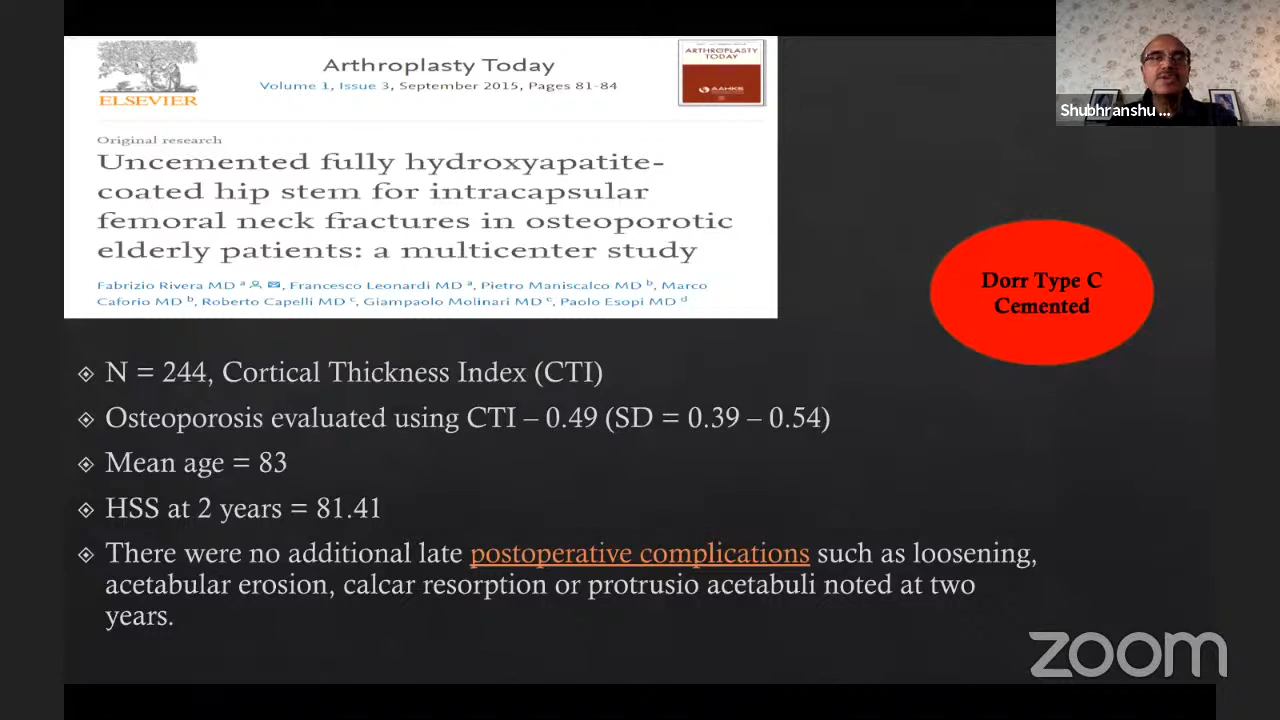 Arthroplasty Today
Volume 1, Issue 3, September 2015, Pages 81-84
ELSEVIER
ARTHROPLASTY
TODAY
AAHKS
Original research
Uncemented fully hydroxyapatite-
coated hip stem for intracapsular
femoral neck fractures in osteoporotic
elderly patients: a multicenter study
Fabrizio Rivera MD a, Francesco Leonardi MD a, Pietro Maniscalco MD b, Marco
Caforio MD b, Roberto Capelli MD c, Giampaolo Molinari MD c, Paolo Esopi MD d
Shubhranshu ...
Dorr Type C
Cemented
N = 244, Cortical Thickness Index (CTI)
Osteoporosis evaluated using CTI – 0.49 (SD = 0.39 – 0.54)
Mean age = 83
HSS at 2 years = 81.41
There were no additional late postoperative complications such as loosening,
acetabular erosion, calcar resorption or protrusio acetabuli noted at two
years.
zoom